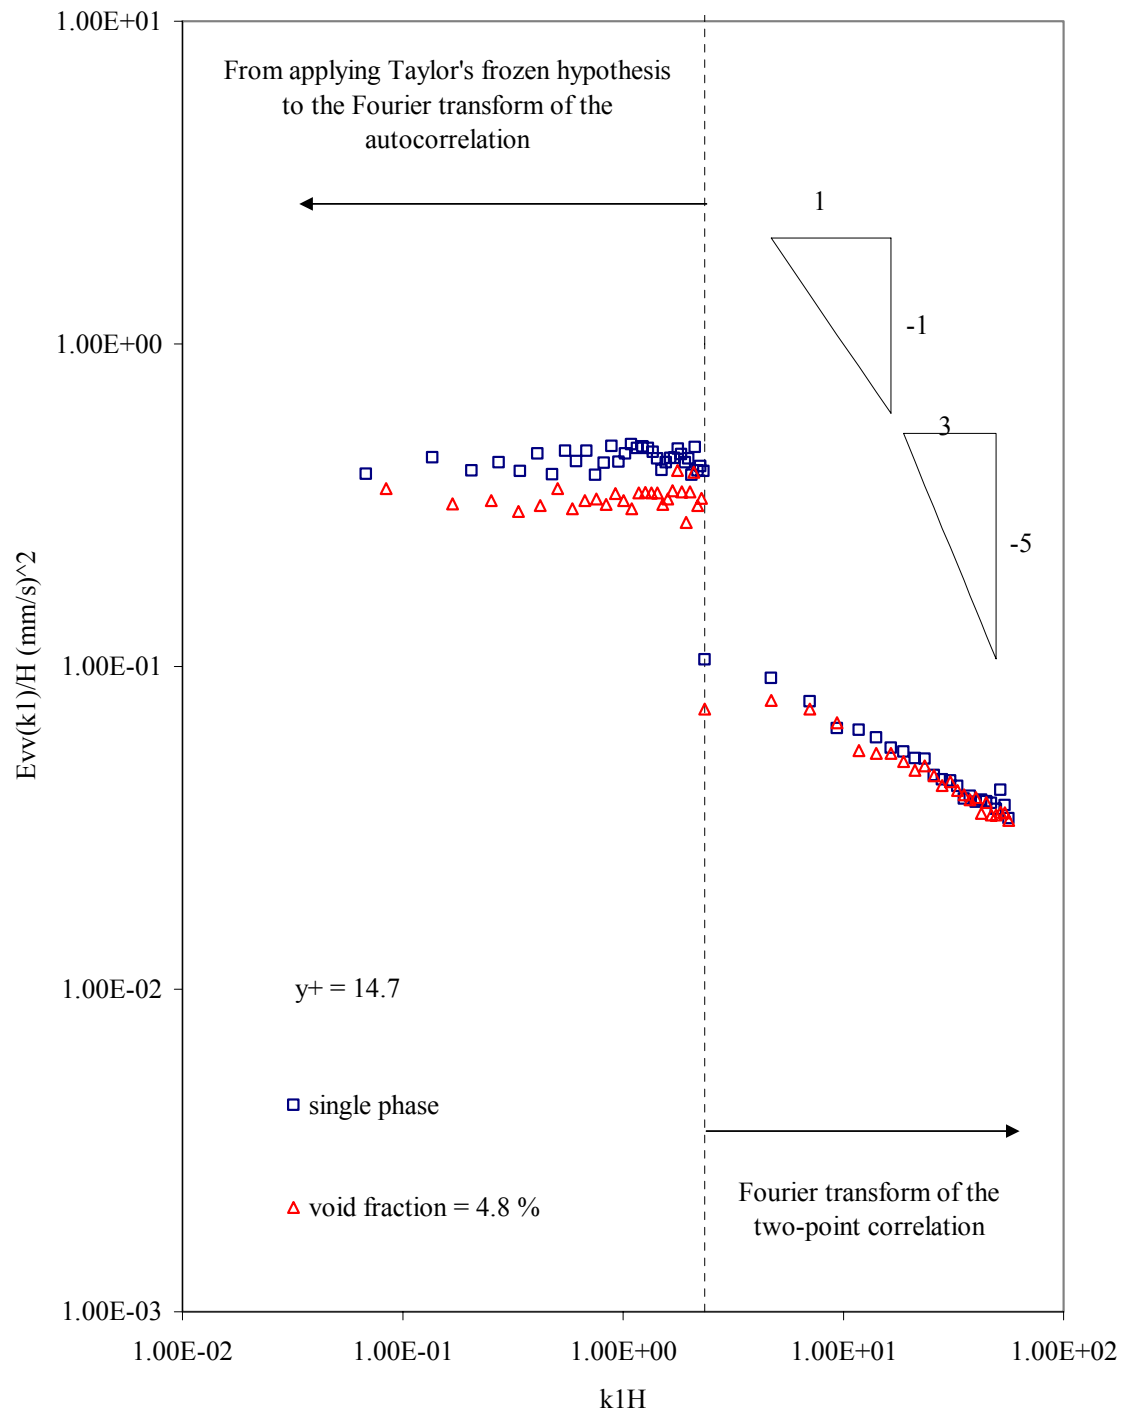 1.00E+01
From applying Taylor's frozen hypothesis
to the Fourier transform of the
autocorrelation
1
-1
1.00E+00
3
-5
Evv(k1)/H (mm/s)^2
1.00E-01
1.00E-02
y+ = 14.7
single phase
void fraction = 4.8 %
Fourier transform of the
two-point correlation
1.00E-03
1.00E-02 1.00E-01 1.00E+00 1.00E+01 1.00E+02
k1H